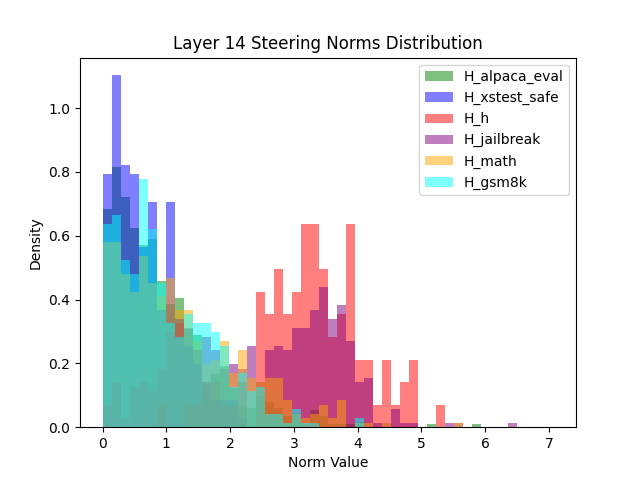 Layer 14 Steering Norms Distribution
H_alpaca_eval
H_xstest_safe
H_h
H_jailbreak
H_math
H_gsm8k
Density
1.0
0.8
0.6
0.4
0.2
0.0
0 1 2 3 4 5 6 7
Norm Value